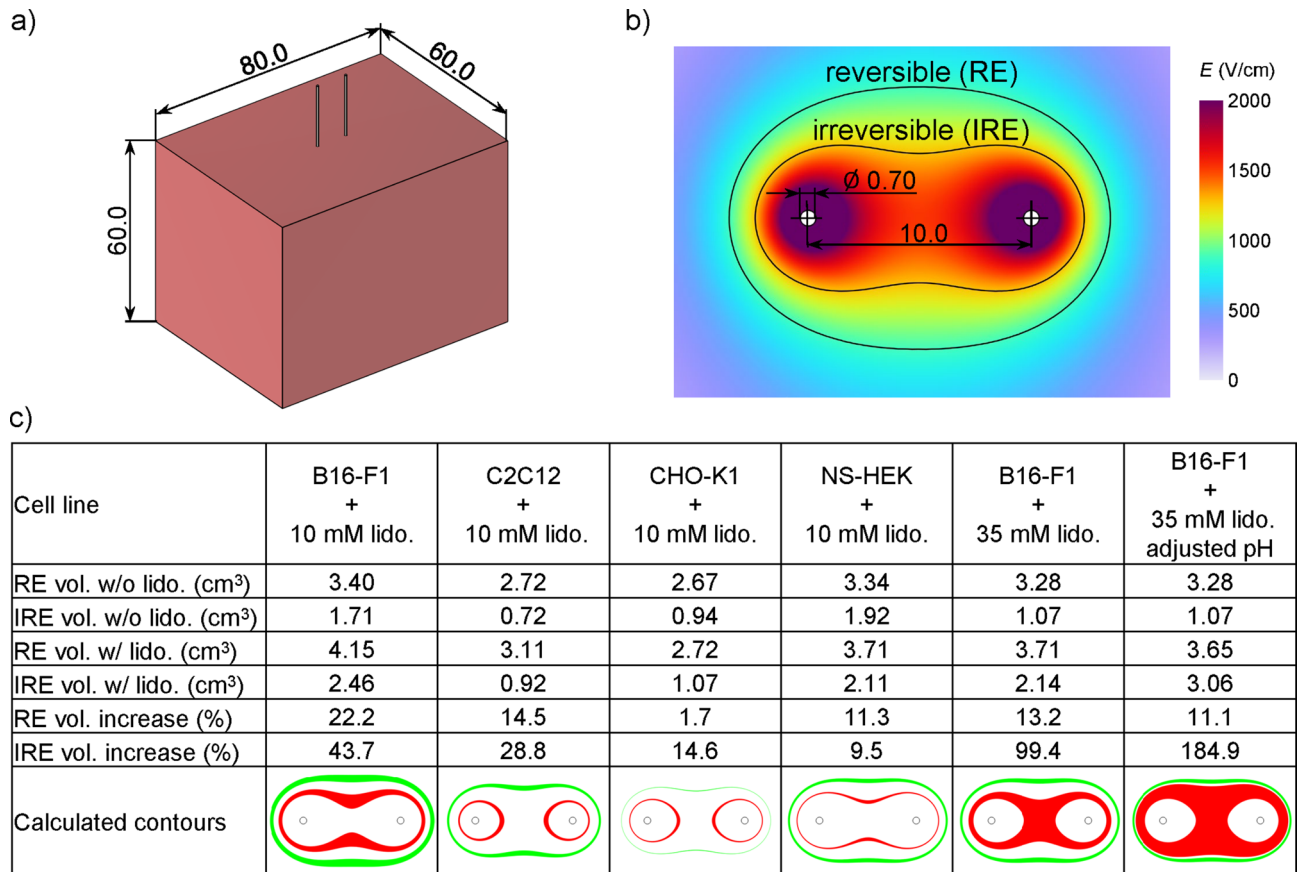 a)
80.0
60.0
60.0
b)
reversible (RE)
irreversible (IRE)
Ø 0.70
10.0
E (V/cm)
2000
1500
1000
500
0
c)
Cell line
B16-F1
+
10 mM lido.
C2C12
+
10 mM lido.
CHO-K1
+
10 mM lido.
NS-HEK
+
10 mM lido.
B16-F1
+
35 mM lido.
B16-F1
+
35 mM lido.
adjusted pH
RE vol. w/o lido. (cm³) 3.40 2.72 2.67 3.34 3.28 3.28
IRE vol. w/o lido. (cm³) 1.71 0.72 0.94 1.92 1.07 1.07
RE vol. w/ lido. (cm³) 4.15 3.11 2.72 3.71 3.71 3.65
IRE vol. w/ lido. (cm³) 2.46 0.92 1.07 2.11 2.14 3.06
RE vol. increase (%) 22.2 14.5 1.7 11.3 13.2 11.1
IRE vol. increase (%) 43.7 28.8 14.6 9.5 99.4 184.9
Calculated contours